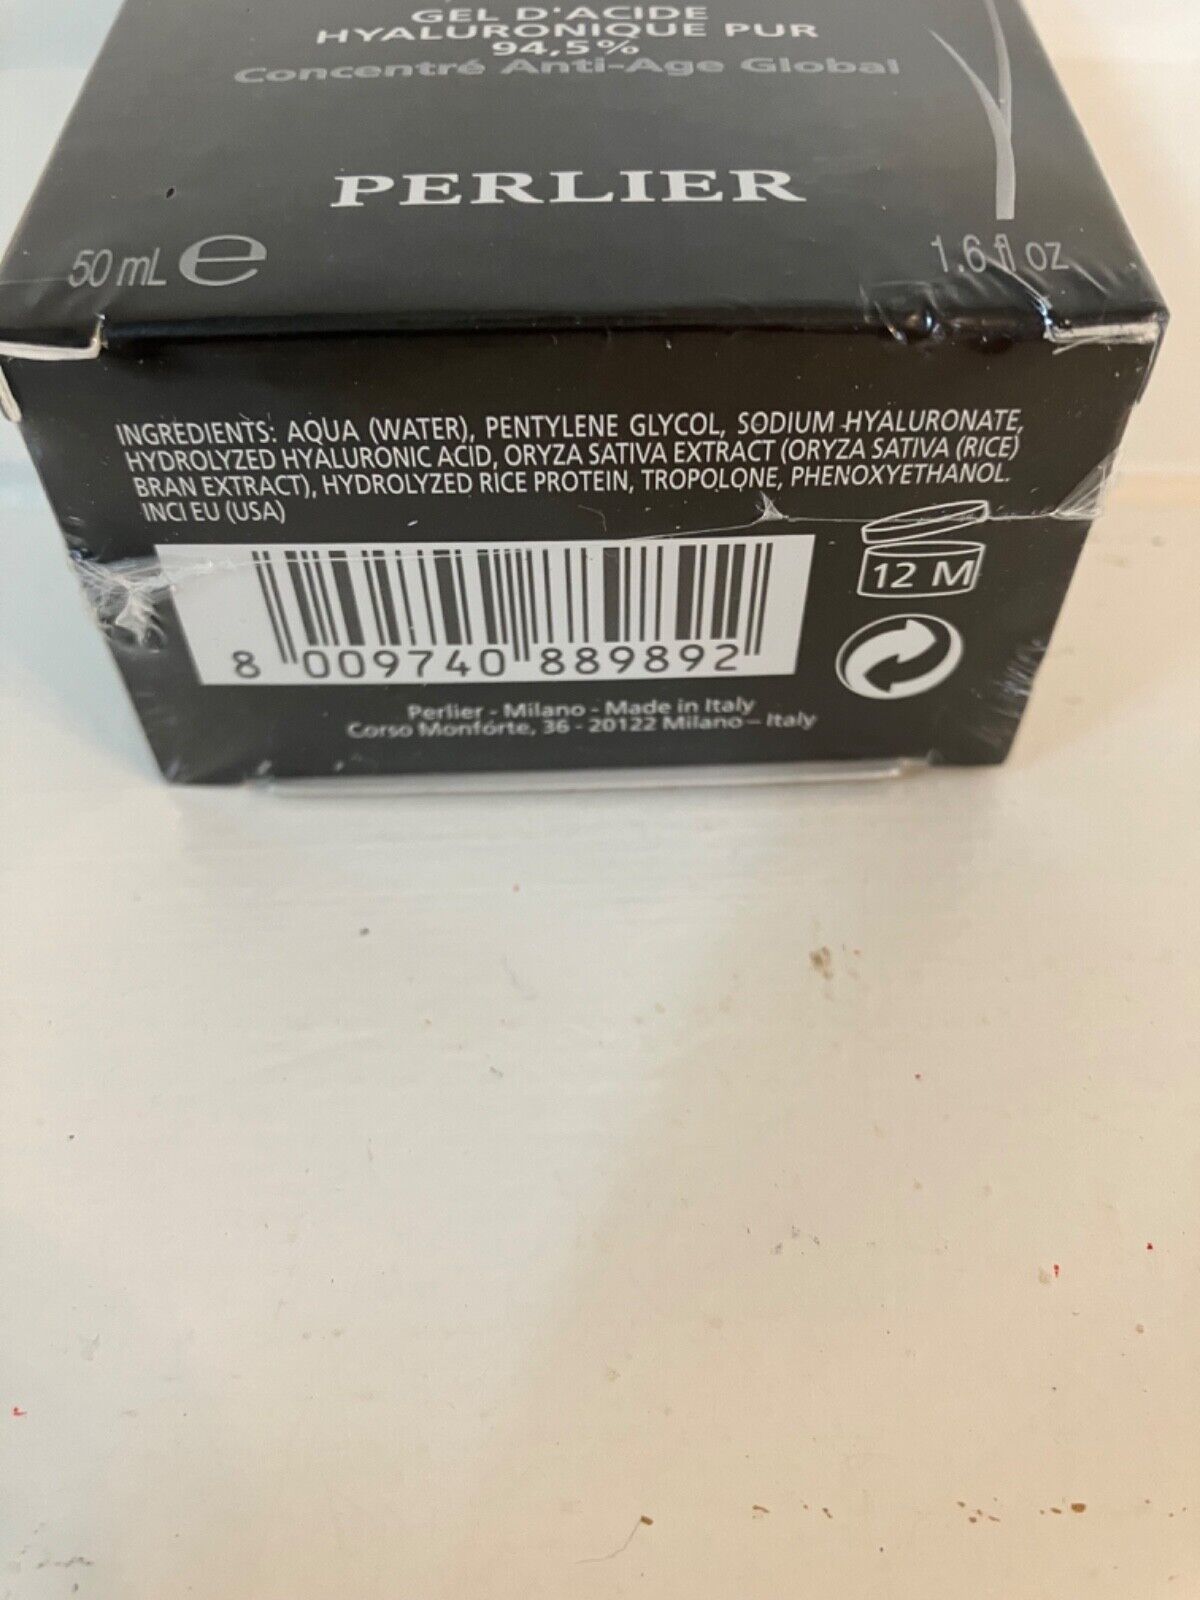 GEL D'ACIDE
HYALURONIQUE PUR
94,5%
Concentré Anti-Age Global
PERLIER
50 mL e
1,6 fl oz
INGREDIENTS: AQUA (WATER), PENTYLENE GLYCOL, SODIUM HYALURONATE,
HYDROLYZED HYALURONIC ACID, ORYZA SATIVA EXTRACT (ORYZA SATIVA (RICE)
BRAN EXTRACT), HYDROLYZED RICE PROTEIN, TROPOLONE, PHENOXYETHANOL.
INCI EU (USA)
12 M
8 009740 889892
Perlier - Milano - Made in Italy
Corso Monforte, 36 - 20122 Milano - Italy